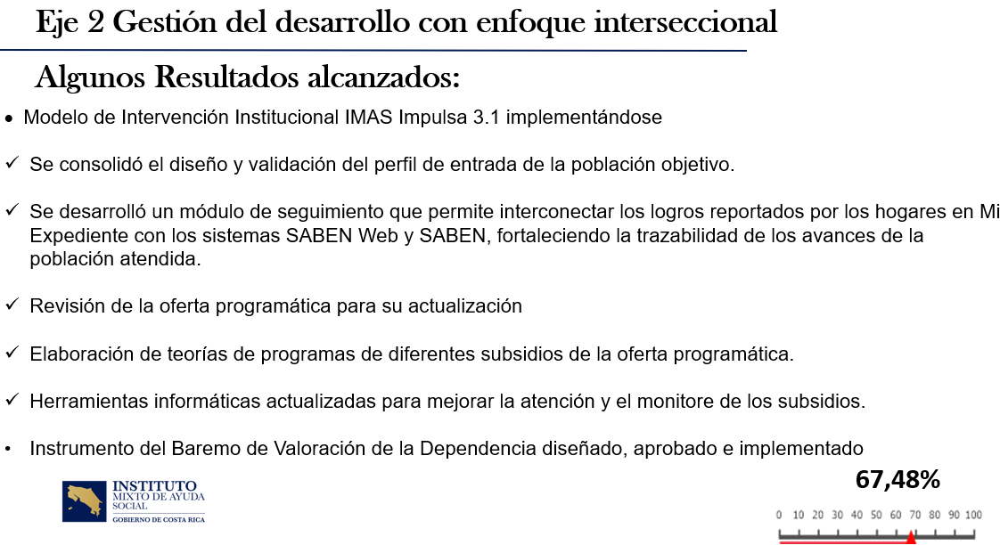 Eje 2 Gestión del desarrollo con enfoque interseccional
Algunos Resultados alcanzados:
• Modelo de Intervención Institucional IMAS Impulsa 3.1 implementándose
✓ Se consolidó el diseño y validación del perfil de entrada de la población objetivo.
✓ Se desarrolló un módulo de seguimiento que permite interconectar los logros reportados por los hogares en Mi
Expediente con los sistemas SABEN Web y SABEN, fortaleciendo la trazabilidad de los avances de la
población atendida.
✓ Revisión de la oferta programática para su actualización
✓ Elaboración de teorías de programas de diferentes subsidios de la oferta programática.
✓ Herramientas informáticas actualizadas para mejorar la atención y el monitore de los subsidios.
• Instrumento del Baremo de Valoración de la Dependencia diseñado, aprobado e implementado
INSTITUTO
MIXTO DE AYUDA
SOCIAL
GOBIERNO DE COSTA RICA
67,48%
0 10 20 30 40 50 60 70 80 90 100